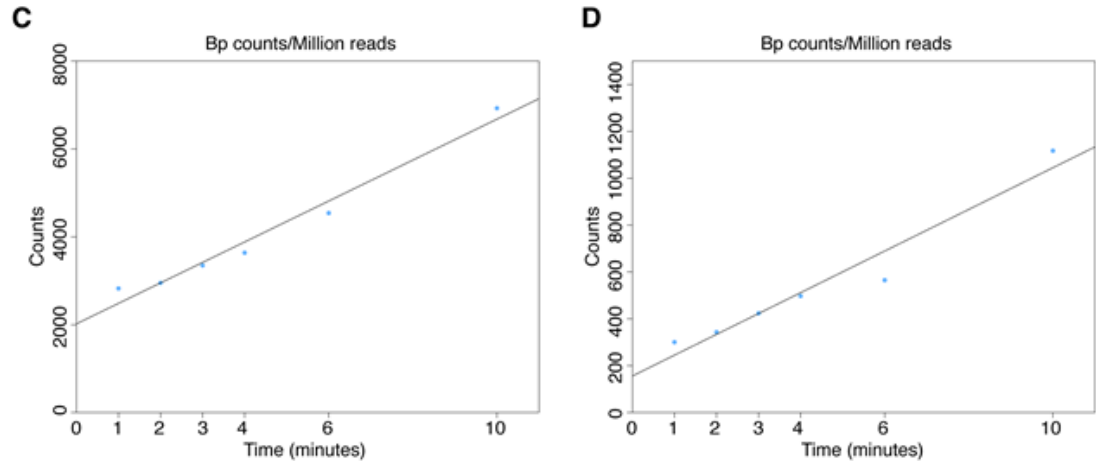 C
Bp counts/Million reads
8000
6000
4000
2000
0
Counts
0 1 2 3 4 6 10
Time (minutes)
D
Bp counts/Million reads
1400
1200
1000
800
600
400
200
0
Counts
0 1 2 3 4 6 10
Time (minutes)